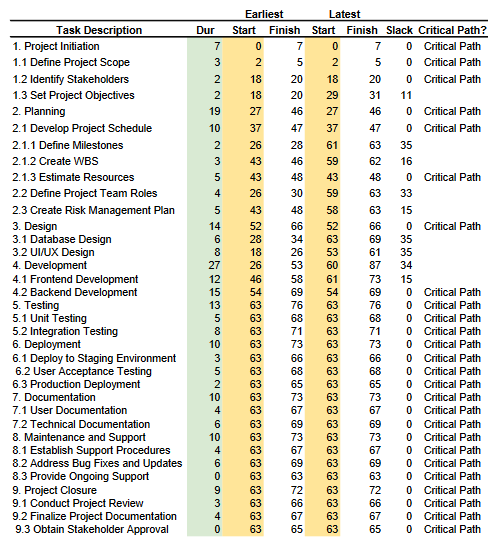 Earliest Latest
Task Description Dur Start Finish Start Finish Slack Critical Path?
1. Project Initiation 7 0 7 0 7 0 Critical Path
1.1 Define Project Scope 3 2 5 2 5 0 Critical Path
1.2 Identify Stakeholders 2 18 20 18 20 0 Critical Path
1.3 Set Project Objectives 2 18 20 29 31 11
2. Planning 19 27 46 27 46 0 Critical Path
2.1 Develop Project Schedule 10 37 47 37 47 0 Critical Path
2.1.1 Define Milestones 2 26 28 61 63 35
2.1.2 Create WBS 3 43 46 59 62 16
2.1.3 Estimate Resources 5 43 48 43 48 0 Critical Path
2.2 Define Project Team Roles 4 26 30 59 63 33
2.3 Create Risk Management Plan 5 43 48 58 63 15
3. Design 14 52 66 52 66 0 Critical Path
3.1 Database Design 6 28 34 63 69 35
3.2 UI/UX Design 8 18 26 53 61 35
4. Development 27 26 53 60 87 34
4.1 Frontend Development 12 46 58 61 73 15
4.2 Backend Development 15 54 69 54 69 0 Critical Path
5. Testing 13 63 76 63 76 0 Critical Path
5.1 Unit Testing 5 63 68 63 68 0 Critical Path
5.2 Integration Testing 8 63 71 63 71 0 Critical Path
6. Deployment 10 63 73 63 73 0 Critical Path
6.1 Deploy to Staging Environment 3 63 66 63 66 0 Critical Path
6.2 User Acceptance Testing 5 63 68 63 68 0 Critical Path
6.3 Production Deployment 2 63 65 63 65 0 Critical Path
7. Documentation 10 63 73 63 73 0 Critical Path
7.1 User Documentation 4 63 67 63 67 0 Critical Path
7.2 Technical Documentation 6 63 69 63 69 0 Critical Path
8. Maintenance and Support 10 63 73 63 73 0 Critical Path
8.1 Establish Support Procedures 4 63 67 63 67 0 Critical Path
8.2 Address Bug Fixes and Updates 6 63 69 63 69 0 Critical Path
8.3 Provide Ongoing Support 0 63 63 63 63 0 Critical Path
9. Project Closure 9 63 72 63 72 0 Critical Path
9.1 Conduct Project Review 3 63 66 63 66 0 Critical Path
9.2 Finalize Project Documentation 4 63 67 63 67 0 Critical Path
9.3 Obtain Stakeholder Approval 0 63 65 63 65 0 Critical Path